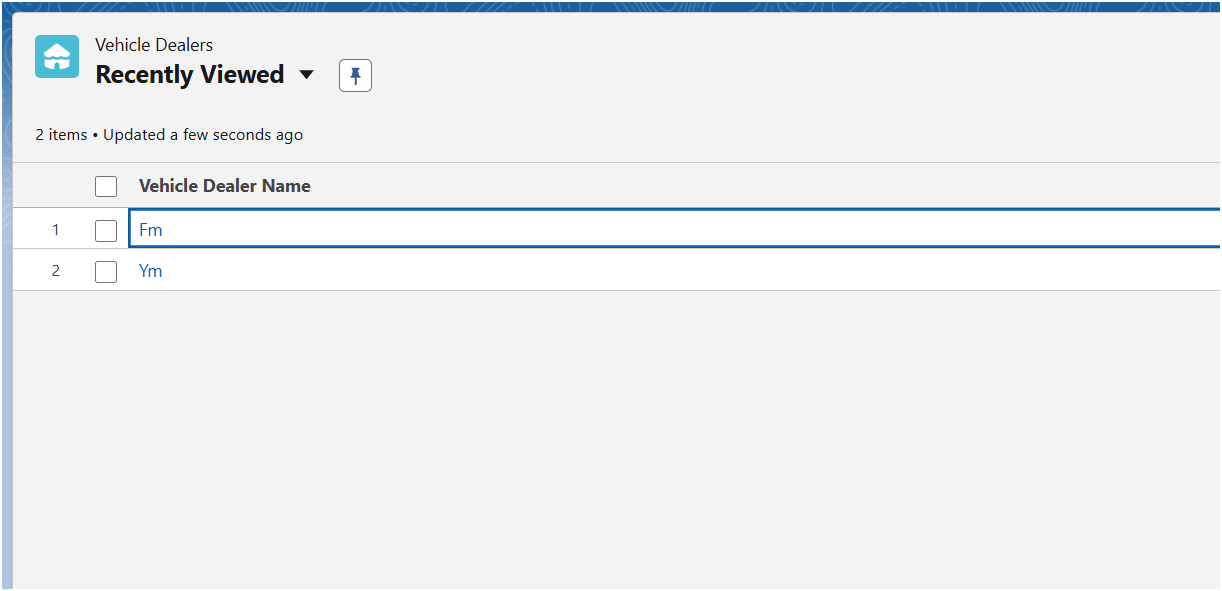 Vehicle Dealers
Recently Viewed
2 items • Updated a few seconds ago
Vehicle Dealer Name
1 Fm
2 Ym